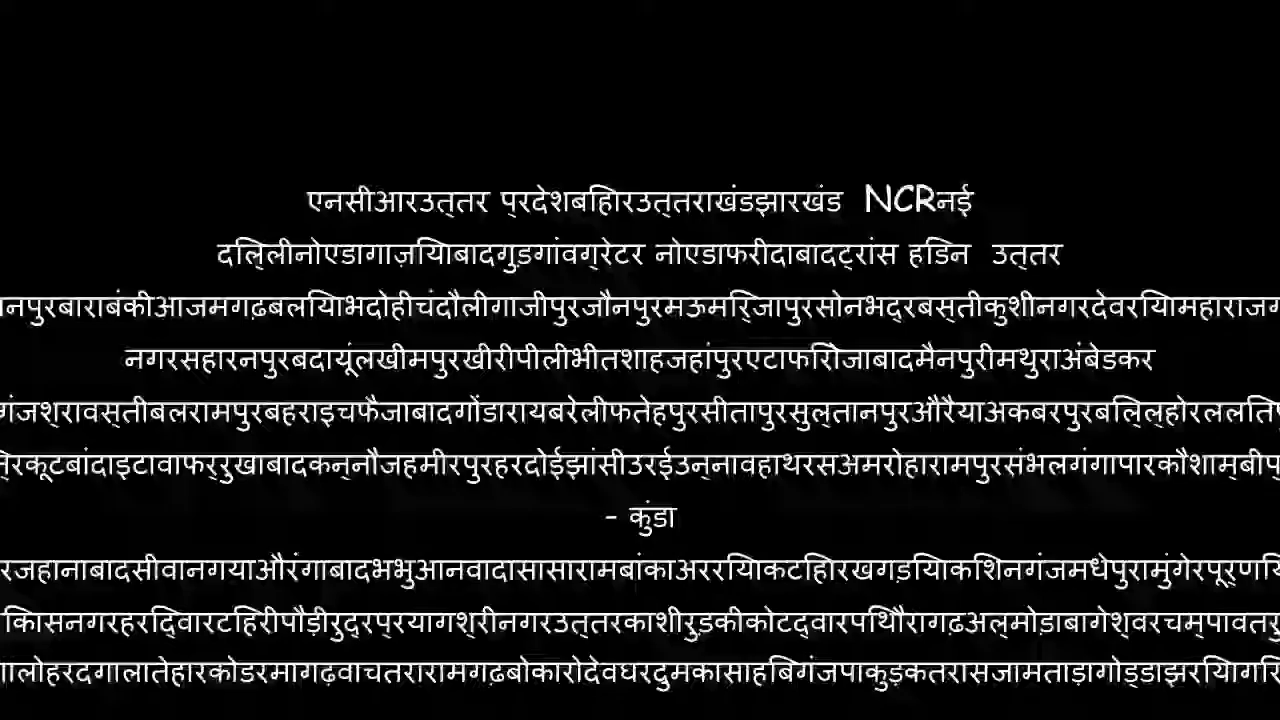 एनसीआरउत्तर प्रदेशबिहारउत्तराखंडझारखंड NCRनई
दिल्लीनोएडागाज़ियाबादगुड़गांवग्रेटर नोएडाफरीदाबादट्रांस हिडन उत्तर
नपुरबाराबंकीआजमगढ़बलियाभदोहीचंदौलीगाजीपुरजौनपुरमऊमिर्जापुरसोनभद्रबस्तीकुशीनगरदेवरियामहाराजग
नगरसहारनपुरबदायूंलखीमपुरखीरीपीलीभीतशाहजहांपुरएटाफिरोजाबादमैनपुरीमथुराअंबेडकर
गंजश्रावस्तीबलरामपुरबहराइचफैजाबादगोंडारायबरेलीफतेहपुरसीतापुरसुल्तानपुरऔरैयाअकबरपुरबिल्ल्होरललितप
त्रिकूटबांदाइटावाफर्रुखाबादकन्नौजहमीरपुरहरदोईझांसीउरईउन्नावहाथरसअमरोहारामपुरसंभलगंगापारकौशाम्बीप
- कुंडा
रजहानाबादसीवानगयाऔरंगाबादभभुआनवादासासारामबांकाअररियाकटिहारखगड़ियाकिशनगंजमधेपुरामुंगेरपूर्णिय
किासनगरहरिद्वारटिहरीपौड़ीरुद्रप्रयागश्रीनगरउत्तरकाशीरुड़कीकोटद्वारपिथौरागढ़अल्मोड़ाबागेश्वरचम्पावतर
ालोहरदगालातेहारकोडरमागढ़वाचतरारामगढ़बोकारोदेवघरदुमकासाहिबगंजपाकुड़कतरासजामताड़ागोड्डाझरियागिर